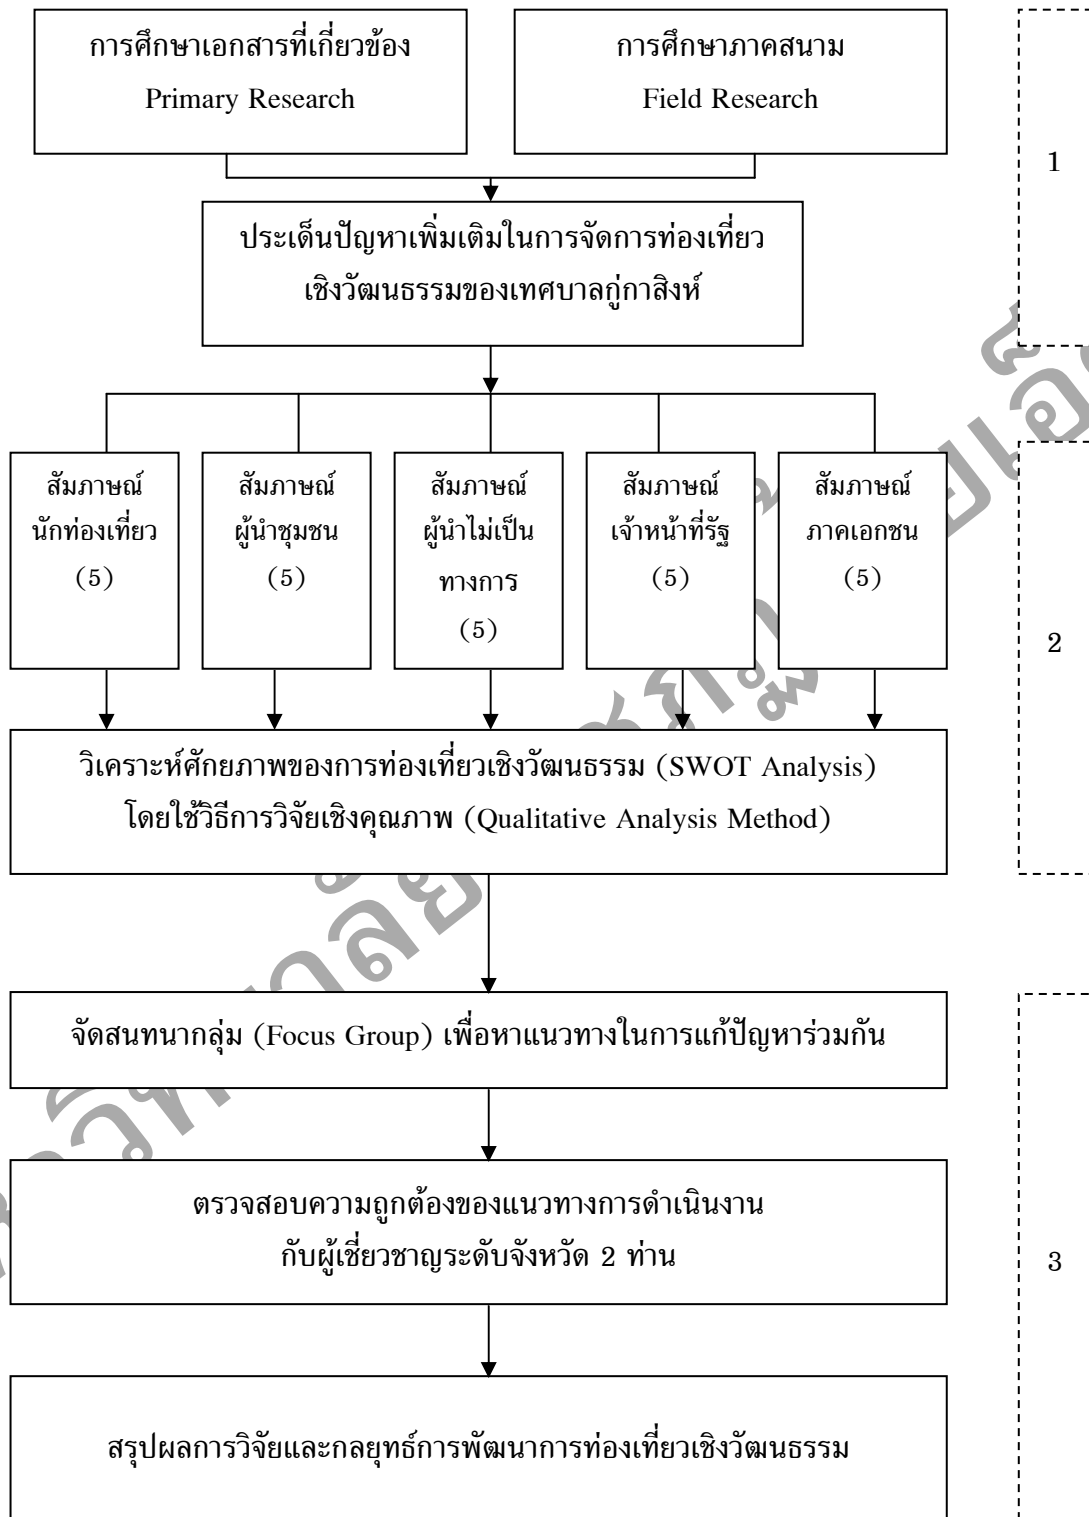 การศึกษาเอกสารที่เกี่ยวข้อง
Primary Research
การศึกษาภาคสนาม
Field Research
1
ประเด็นปัญหาเพิ่มเติมในการจัดการท่องเที่ยว
เชิงวัฒนธรรมของเทศบาลกู่กาสิงห์
สัมภาษณ์
นักท่องเที่ยว
(5)
สัมภาษณ์
ผู้นำชุมชน
(5)
สัมภาษณ์
ผู้นำไม่เป็น
ทางการ
(5)
สัมภาษณ์
เจ้าหน้าที่รัฐ
(5)
สัมภาษณ์
ภาคเอกชน
(5)
2
วิเคราะห์ศักยภาพของการท่องเที่ยวเชิงวัฒนธรรม (SWOT Analysis)
โดยใช้วิธีการวิจัยเชิงคุณภาพ (Qualitative Analysis Method)
จัดสนทนากลุ่ม (Focus Group) เพื่อหาแนวทางในการแก้ปัญหาร่วมกัน
ตรวจสอบความถูกต้องของแนวทางการดำเนินงาน
กับผู้เชี่ยวชาญระดับจังหวัด 2 ท่าน
3
สรุปผลการวิจัยและกลยุทธ์การพัฒนาการท่องเที่ยวเชิงวัฒนธรรม